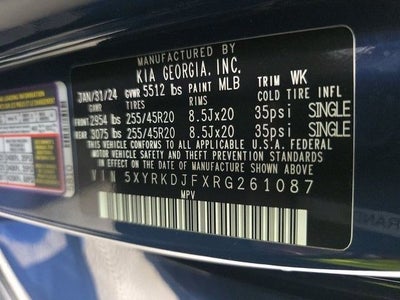 MANUFACTURED BY
KIA GEORGIA, INC.
JAN/31/24 GVWR 5512 lbs PAINT MLB TRIM WK
GAWR TIRES RIMS COLD TIRE INFL
FRONT 2954 lbs 255/45R20 8.5Jx20 35psi SINGLE
REAR 3075 lbs 255/45R20 8.5Jx20 35psi SINGLE
THIS VEHICLE CONFORMS TO ALL APPLICABLE U.S. FEDERAL
MOTOR VEHICLE SAFETY, BUMPER AND THEFT PREVENTION
STANDARDS IN EFFECT ON THE DATE OF MANUFACTURE SHOWN ABOVE
VIN 5XYRKDJFXRG261087
MPV